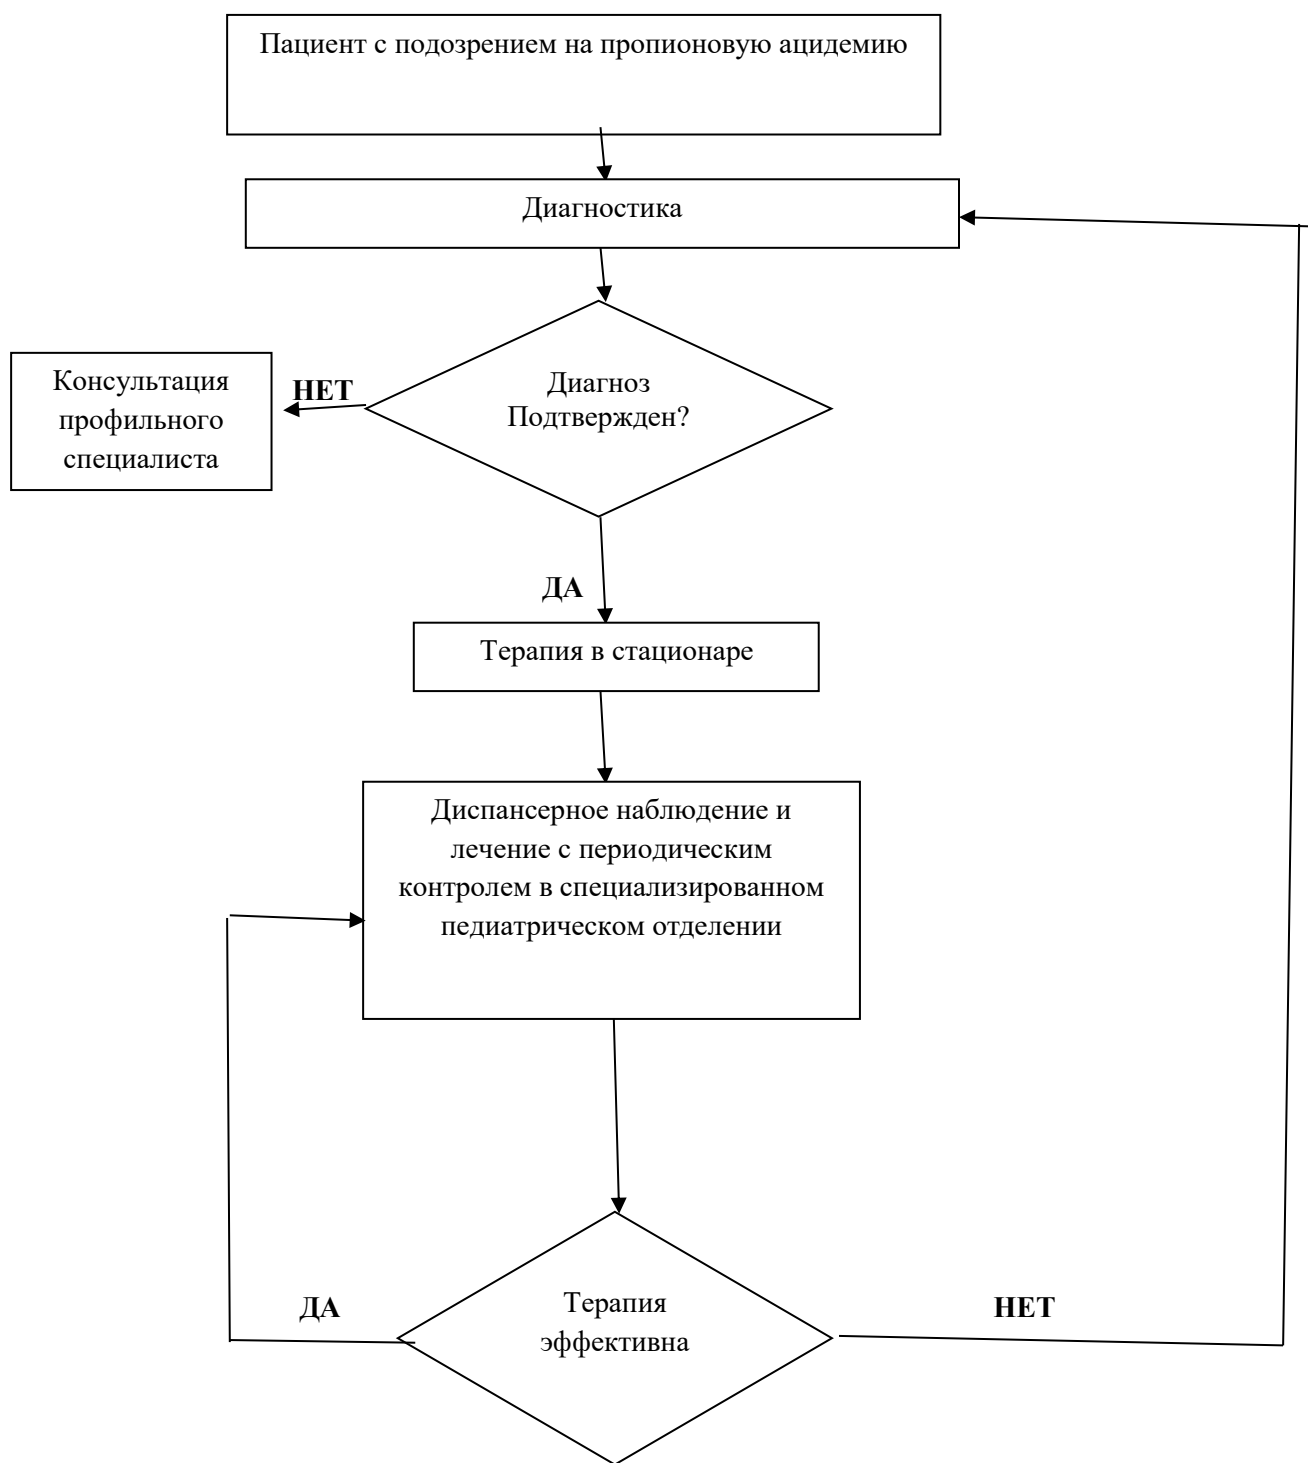 Пациент с подозрением на пропионовую ацидемию
Диагностика
Диагноз
Подтвержден?
НЕТ
Консультация
профильного
специалиста
ДА
Терапия в стационаре
Диспансерное наблюдение и
лечение с периодическим
контролем в специализированном
педиатрическом отделении
Терапия
эффективна
ДА
НЕТ